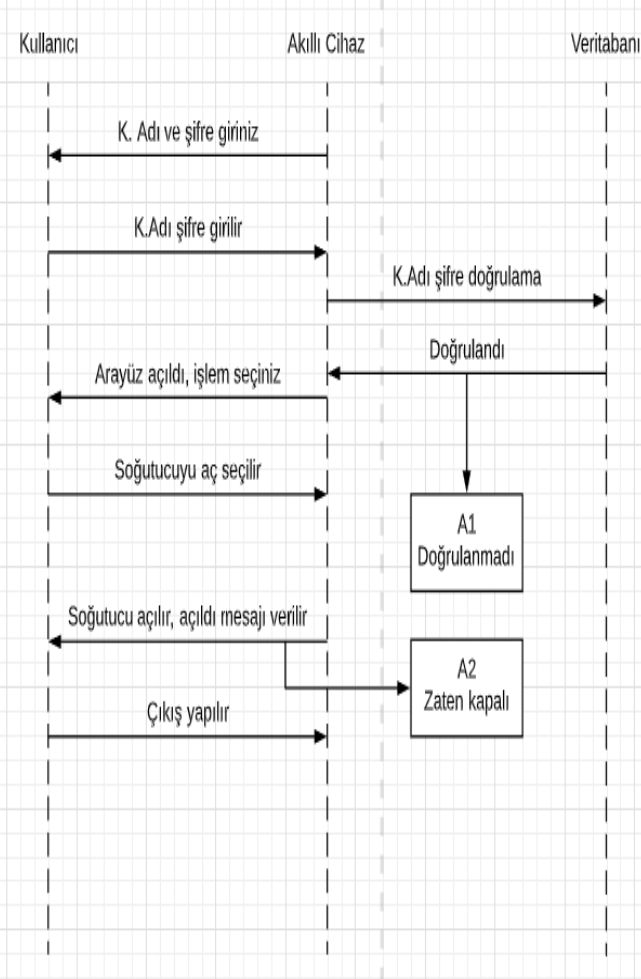 Kullanıcı
Akıllı Cihaz
Veritabanı
K. Adı ve şifre giriniz
K.Adı şifre girilir
K.Adı şifre doğrulama
Doğrulandı
Arayüz açıldı, işlem seçiniz
Soğutucuyu aç seçilir
A1
Doğrulanmadı
Soğutucu açılır, açıldı mesajı verilir
A2
Zaten kapalı
Çıkış yapılır